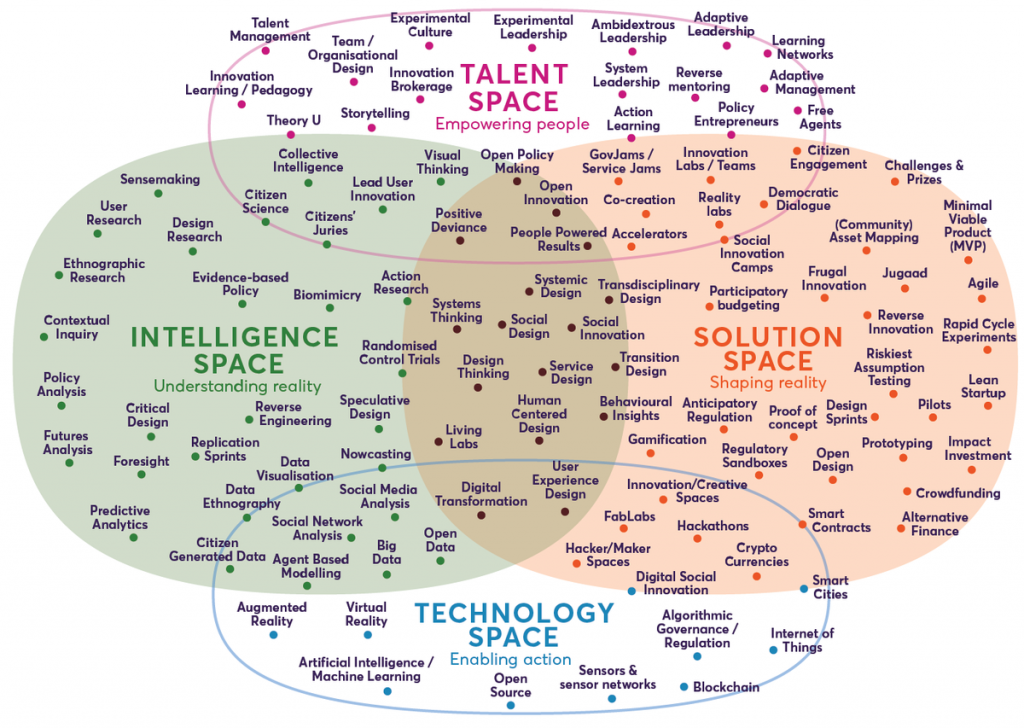 Talent
Management
Experimental
Culture
Experimental
Leadership
Ambidextrous
Leadership
Adaptive
Leadership
Team /
Organisational
Design
Learning
Networks
Innovation
Learning / Pedagogy
Innovation
Brokerage
TALENT
SPACE
Empowering people
System
Leadership
Reverse
mentoring
Adaptive
Management
Theory U
Storytelling
Action
Learning
Policy
Entrepreneurs
Free
Agents
Collective
Intelligence
Visual
Thinking
Open Policy
Making
GovJams /
Service Jams
Innovation
Labs / Teams
Citizen
Engagement
Challenges &
Prizes
Sensemaking
Citizen
Science
Lead User
Innovation
Open
Innovation
Co-creation
Reality
labs
Democratic
Dialogue
User
Research
Design
Research
Citizens'
Juries
Positive
Deviance
People Powered
Results
Accelerators
Social
Innovation
Camps
(Community)
Asset Mapping
Minimal
Viable
Product
(MVP)
Ethnographic
Research
Evidence-based
Policy
Biomimicry
Action
Research
Systemic
Design
Transdisciplinary
Design
Participatory
budgeting
Frugal
Innovation
Jugaad
Agile
Contextual
Inquiry
INTELLIGENCE
SPACE
Understanding reality
Systems
Thinking
Social
Design
Social
Innovation
SOLUTION
SPACE
Shaping reality
Reverse
Innovation
Rapid Cycle
Experiments
Randomised
Control Trials
Design
Thinking
Service
Design
Transition
Design
Riskiest
Assumption
Testing
Lean
Startup
Policy
Analysis
Critical
Design
Reverse
Engineering
Speculative
Design
Human
Centered
Design
Behavioural
Insights
Anticipatory
Regulation
Proof of
concept
Design
Sprints
Pilots
Futures
Analysis
Foresight
Replication
Sprints
Data
Visualisation
Nowcasting
Living
Labs
Gamification
Regulatory
Sandboxes
Open
Design
Prototyping
Impact
Investment
Predictive
Analytics
Data
Ethnography
Social Media
Analysis
Digital
Transformation
User
Experience
Design
Innovation/Creative
Spaces
Crowdfunding
Citizen
Generated Data
Social Network
Analysis
Agent Based
Modelling
Big
Data
Open
Data
FabLabs
Hackathons
Smart
Contracts
Alternative
Finance
Hacker/Maker
Spaces
Crypto
Currencies
Digital Social
Innovation
Smart
Cities
Augmented
Reality
Virtual
Reality
TECHNOLOGY
SPACE
Enabling action
Algorithmic
Governance /
Regulation
Internet of
Things
Artificial Intelligence /
Machine Learning
Open
Source
Sensors &
sensor networks
Blockchain